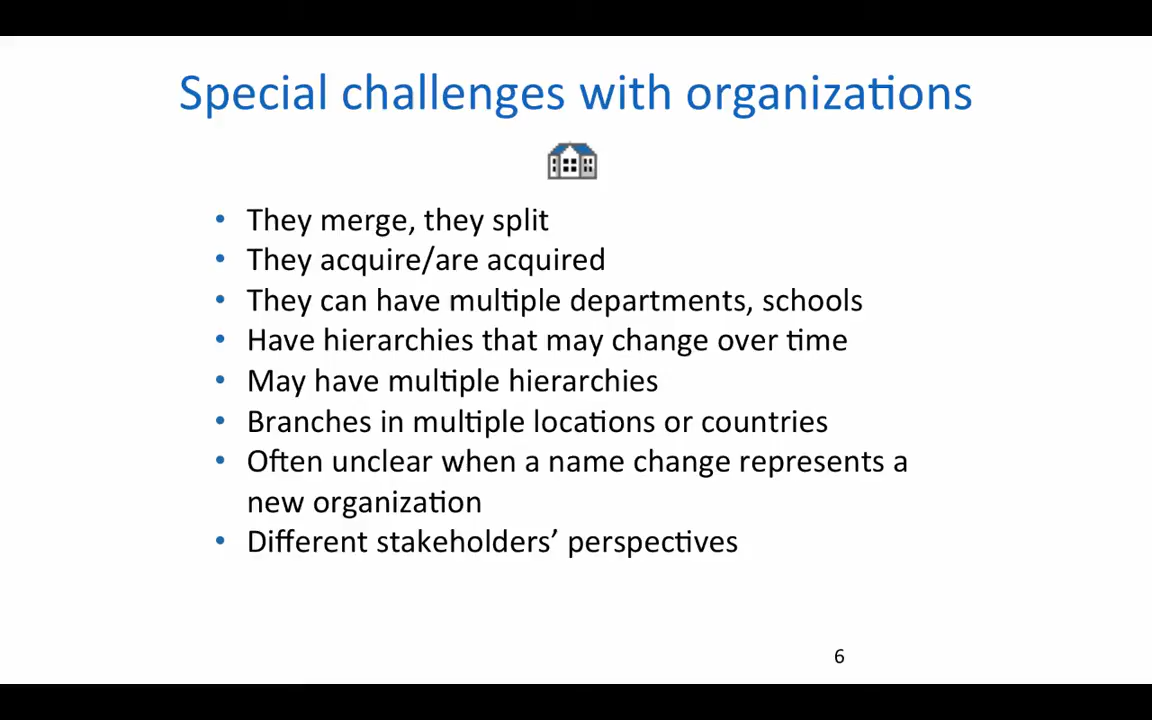 Special challenges with organizations
• They merge, they split
• They acquire/are acquired
• They can have multiple departments, schools
• Have hierarchies that may change over time
• May have multiple hierarchies
• Branches in multiple locations or countries
• Often unclear when a name change represents a
new organization
• Different stakeholders’ perspectives
6